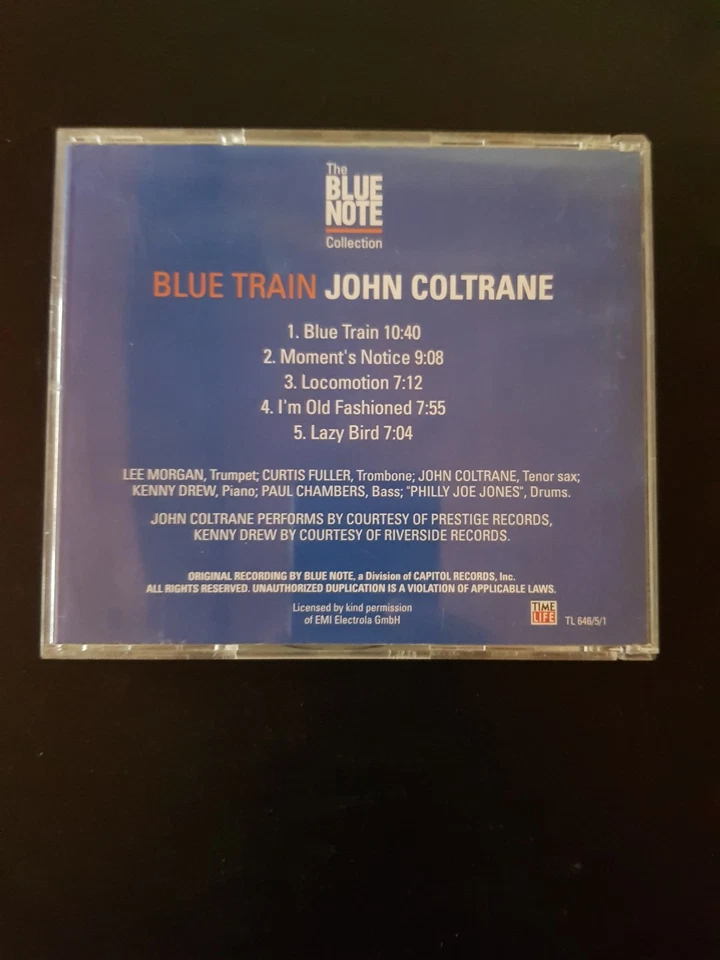 The
BLUE
NOTE
Collection
BLUE TRAIN JOHN COLTRANE
1. Blue Train 10:40
2. Moment's Notice 9:08
3. Locomotion 7:12
4. I'm Old Fashioned 7:55
5. Lazy Bird 7:04
LEE MORGAN, Trumpet; CURTIS FULLER, Trombone; JOHN COLTRANE, Tenor sax;
KENNY DREW, Piano; PAUL CHAMBERS, Bass; "PHILLY JOE JONES", Drums.
JOHN COLTRANE PERFORMS BY COURTESY OF PRESTIGE RECORDS,
KENNY DREW BY COURTESY OF RIVERSIDE RECORDS.
ORIGINAL RECORDING BY BLUE NOTE, a Division of CAPITOL RECORDS, Inc.
ALL RIGHTS RESERVED. UNAUTHORIZED DUPLICATION IS A VIOLATION OF APPLICABLE LAWS.
Licensed by kind permission
of EMI Electrola GmbH
TIME
LIFE
TL 646/5/1